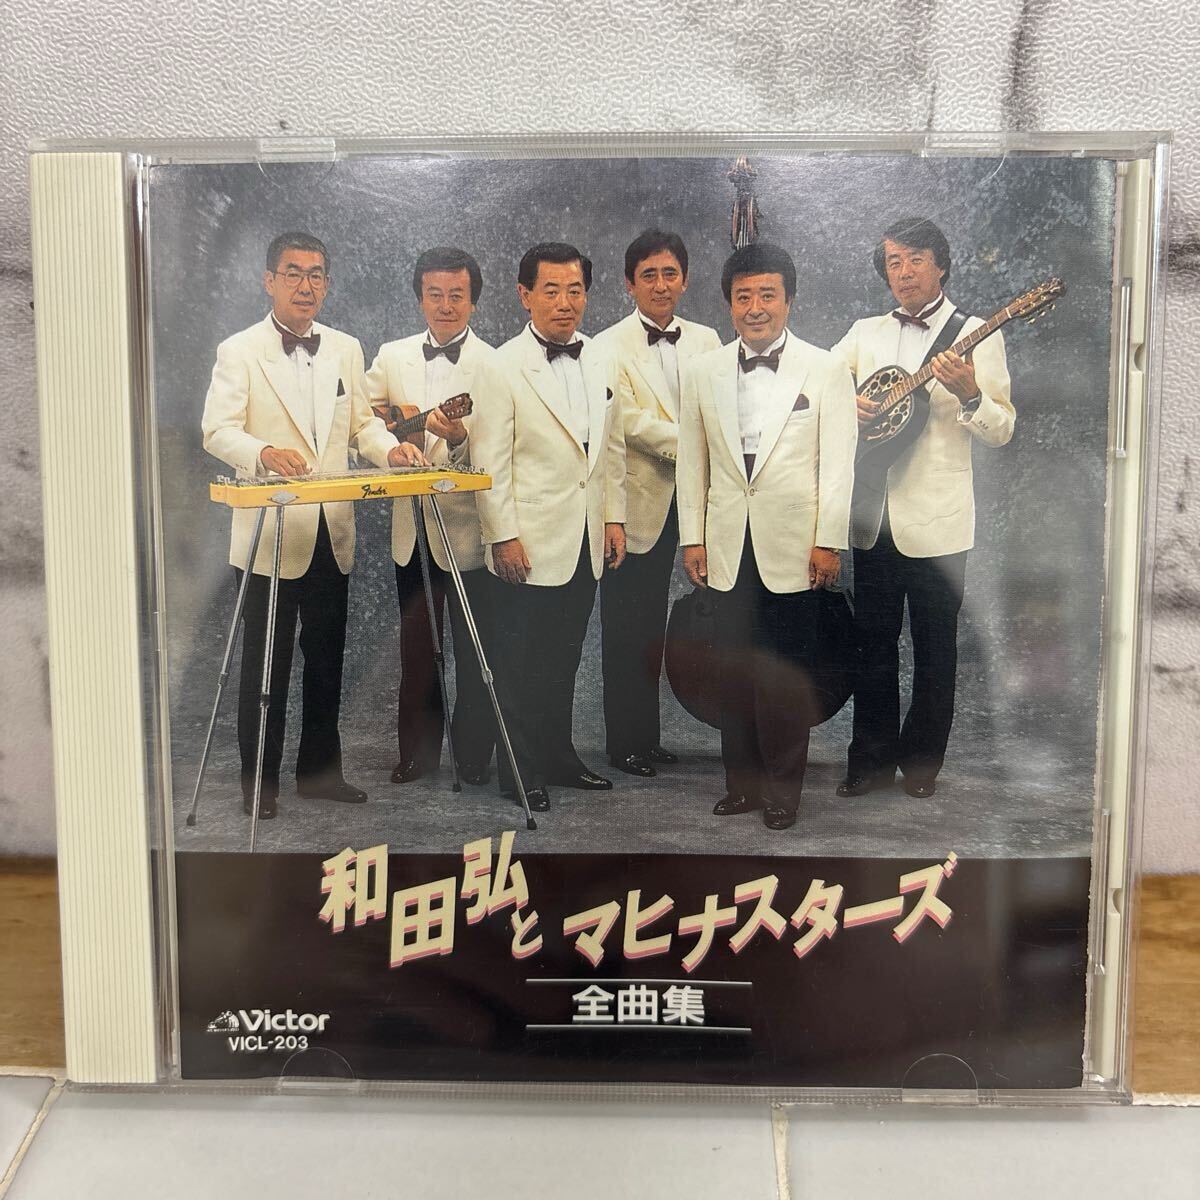 Fender
和田弘とマヒナスターズ
全曲集
Victor
VICL-203